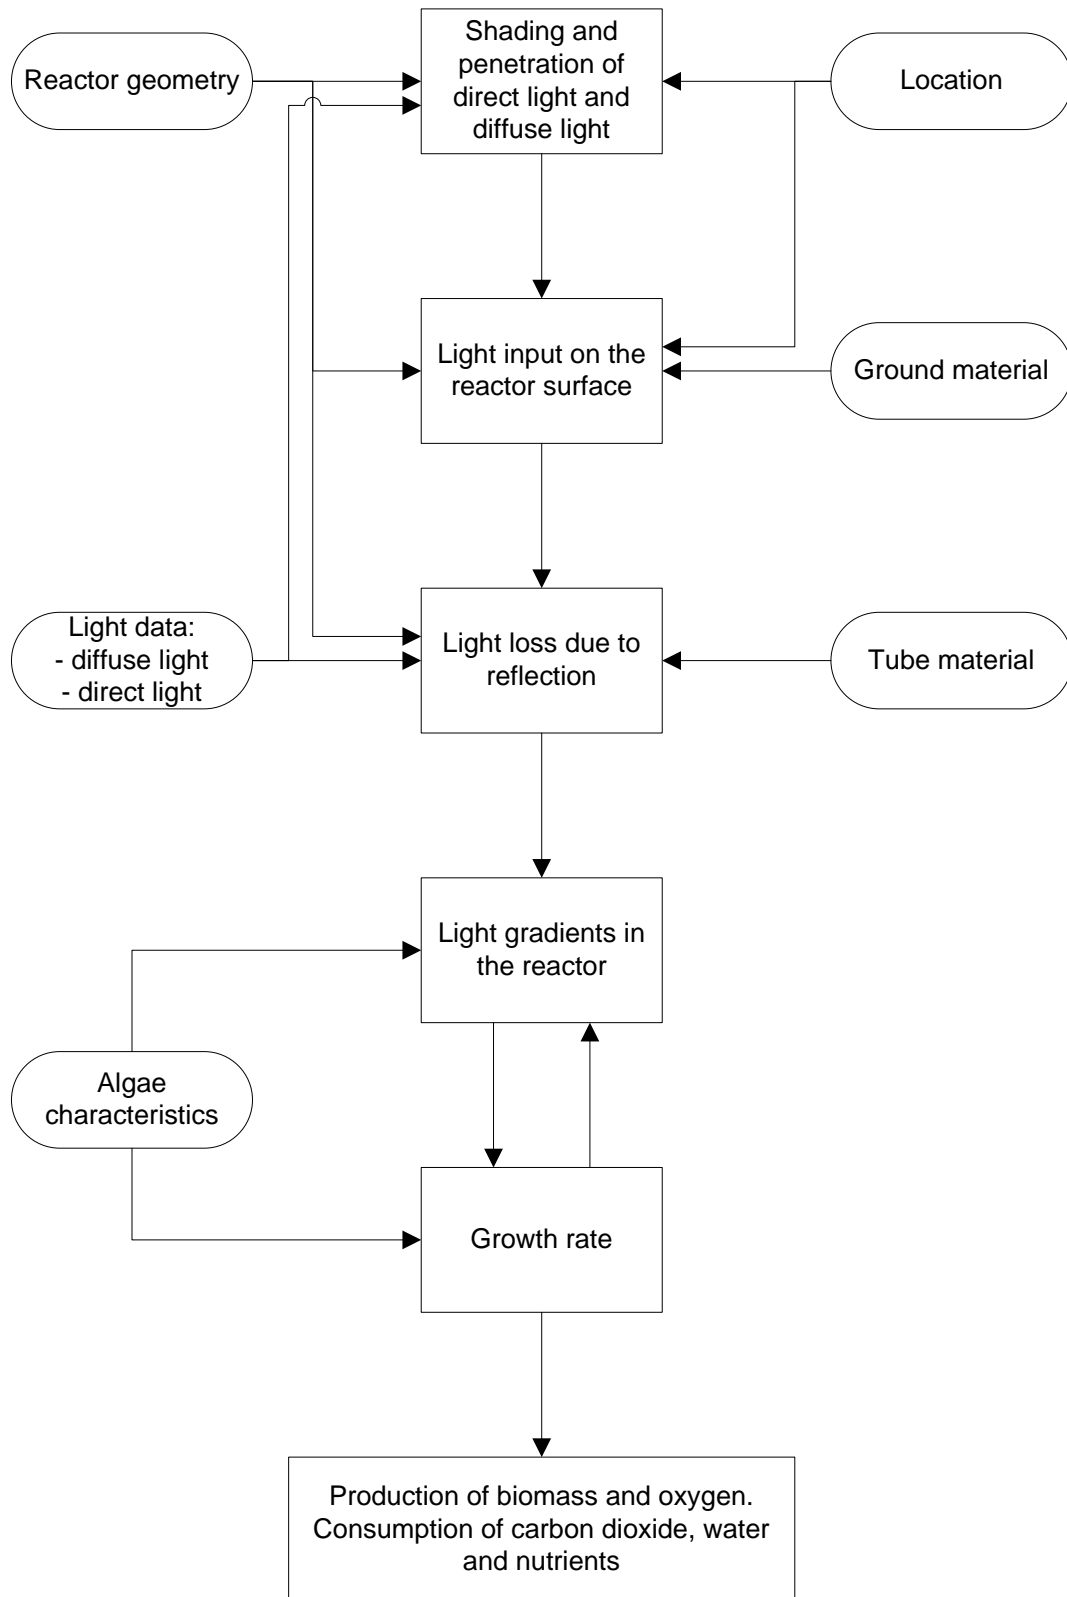 Reactor geometry
Shading and
penetration of
direct light and
diffuse light
Location
Light input on the
reactor surface
Ground material
Light data:
- diffuse light
- direct light
Light loss due to
reflection
Tube material
Light gradients in
the reactor
Algae
characteristics
Growth rate
Production of biomass and oxygen.
Consumption of carbon dioxide, water
and nutrients